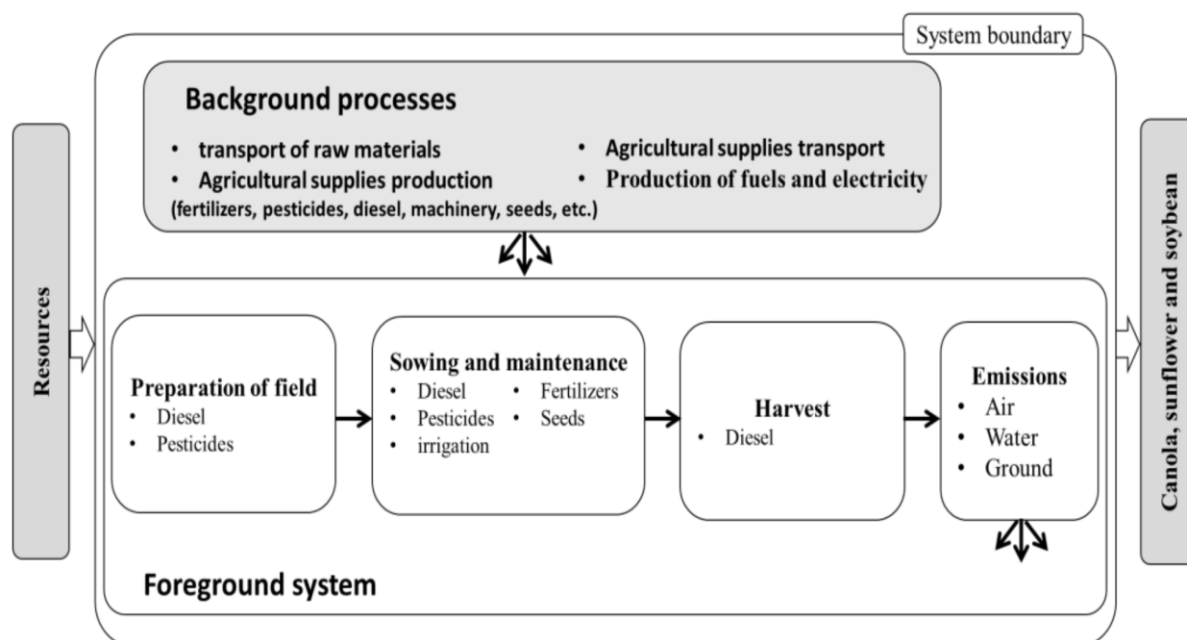 System boundary
Background processes
• transport of raw materials
• Agricultural supplies production
(fertilizers, pesticides, diesel, machinery, seeds, etc.)
• Agricultural supplies transport
• Production of fuels and electricity
Resources
Preparation of field
• Diesel
• Pesticides
Sowing and maintenance
• Diesel
• Pesticides
• irrigation
• Fertilizers
• Seeds
Harvest
• Diesel
Emissions
• Air
• Water
• Ground
Foreground system
Canola, sunflower and soybean